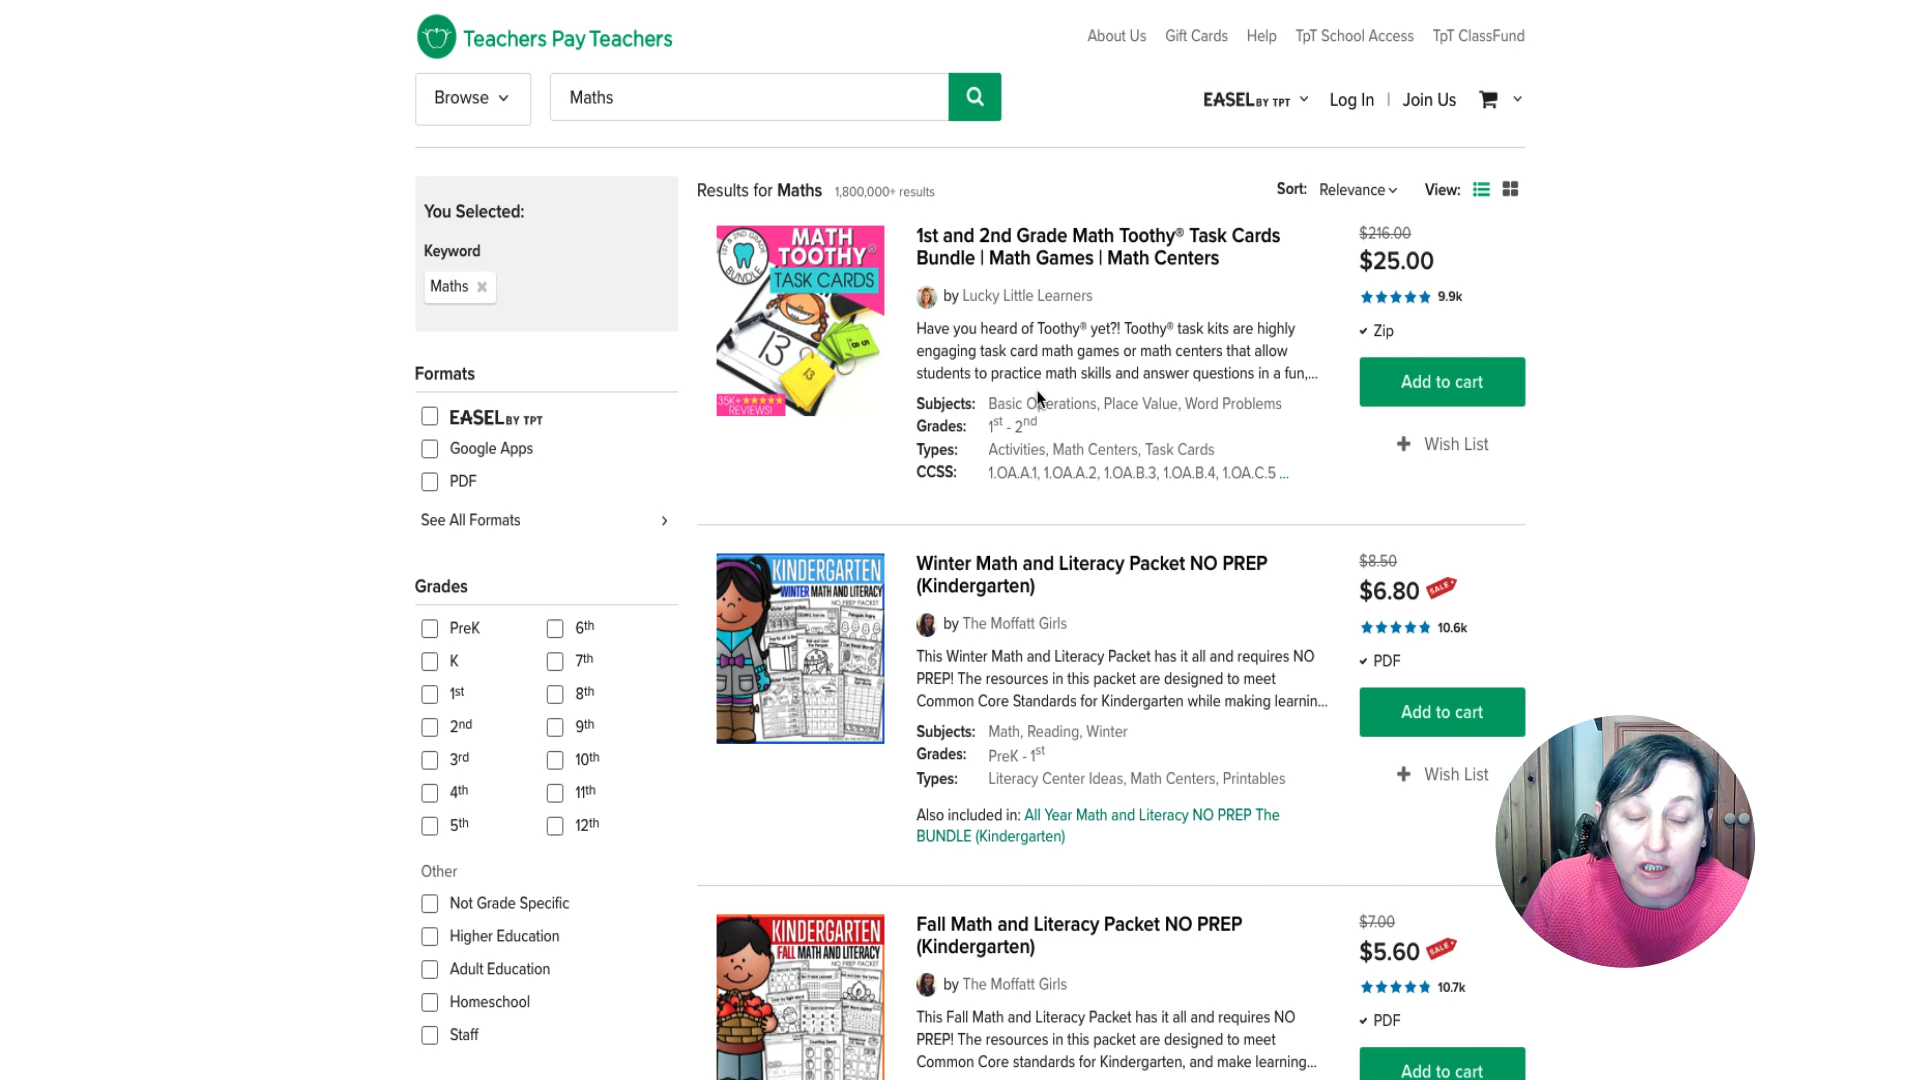 Teachers Pay Teachers
About Us
Gift Cards
Help
TpT School Access
TpT ClassFund
Browse
Maths
EASEL BY TPT
Log In | Join Us
You Selected:
Keyword
Maths
Formats
EASEL BY TPT
Google Apps
PDF
See All Formats
Grades
PreK
K
1st
2nd
3rd
4th
5th
6th
7th
8th
9th
10th
11th
12th
Other
Not Grade Specific
Higher Education
Adult Education
Homeschool
Staff
Results for Maths 1,800,000+ results
Sort: Relevance
View:
1ST & 2ND GRADE
BUNDLE
MATH
TOOTHY®
TASK CARDS
13
13
35K+
REVIEWS!
1st and 2nd Grade Math Toothy® Task Cards
Bundle | Math Games | Math Centers
by Lucky Little Learners
Have you heard of Toothy® yet?! Toothy® task kits are highly
engaging task card math games or math centers that allow
students to practice math skills and answer questions in a fun,...
Subjects: Basic Operations, Place Value, Word Problems
Grades: 1st - 2nd
Types: Activities, Math Centers, Task Cards
CCSS: 1.OA.A.1, 1.OA.A.2, 1.OA.B.3, 1.OA.B.4, 1.OA.C.5 ...
$216.00
$25.00
9.9k
Zip
Add to cart
Wish List
KINDERGARTEN
WINTER MATH AND LITERACY
NO PREP PACKET
Winter Math and Literacy Packet NO PREP
(Kindergarten)
by The Moffatt Girls
This Winter Math and Literacy Packet has it all and requires NO
PREP! The resources in this packet are designed to meet
Common Core Standards for Kindergarten while making learnin...
Subjects: Math, Reading, Winter
Grades: PreK - 1st
Types: Literacy Center Ideas, Math Centers, Printables
Also included in: All Year Math and Literacy NO PREP The
BUNDLE (Kindergarten)
$8.50
$6.80 SALE
10.6k
PDF
Add to cart
Wish List
KINDERGARTEN
FALL MATH AND LITERACY
NO PREP PACKET
Fall Math and Literacy Packet NO PREP
(Kindergarten)
by The Moffatt Girls
This Fall Math and Literacy Packet has it all and requires NO
PREP! The resources in this packet are designed to meet
Common Core standards for Kindergarten, and make learning...
$7.00
$5.60 SALE
10.7k
PDF
Add to cart